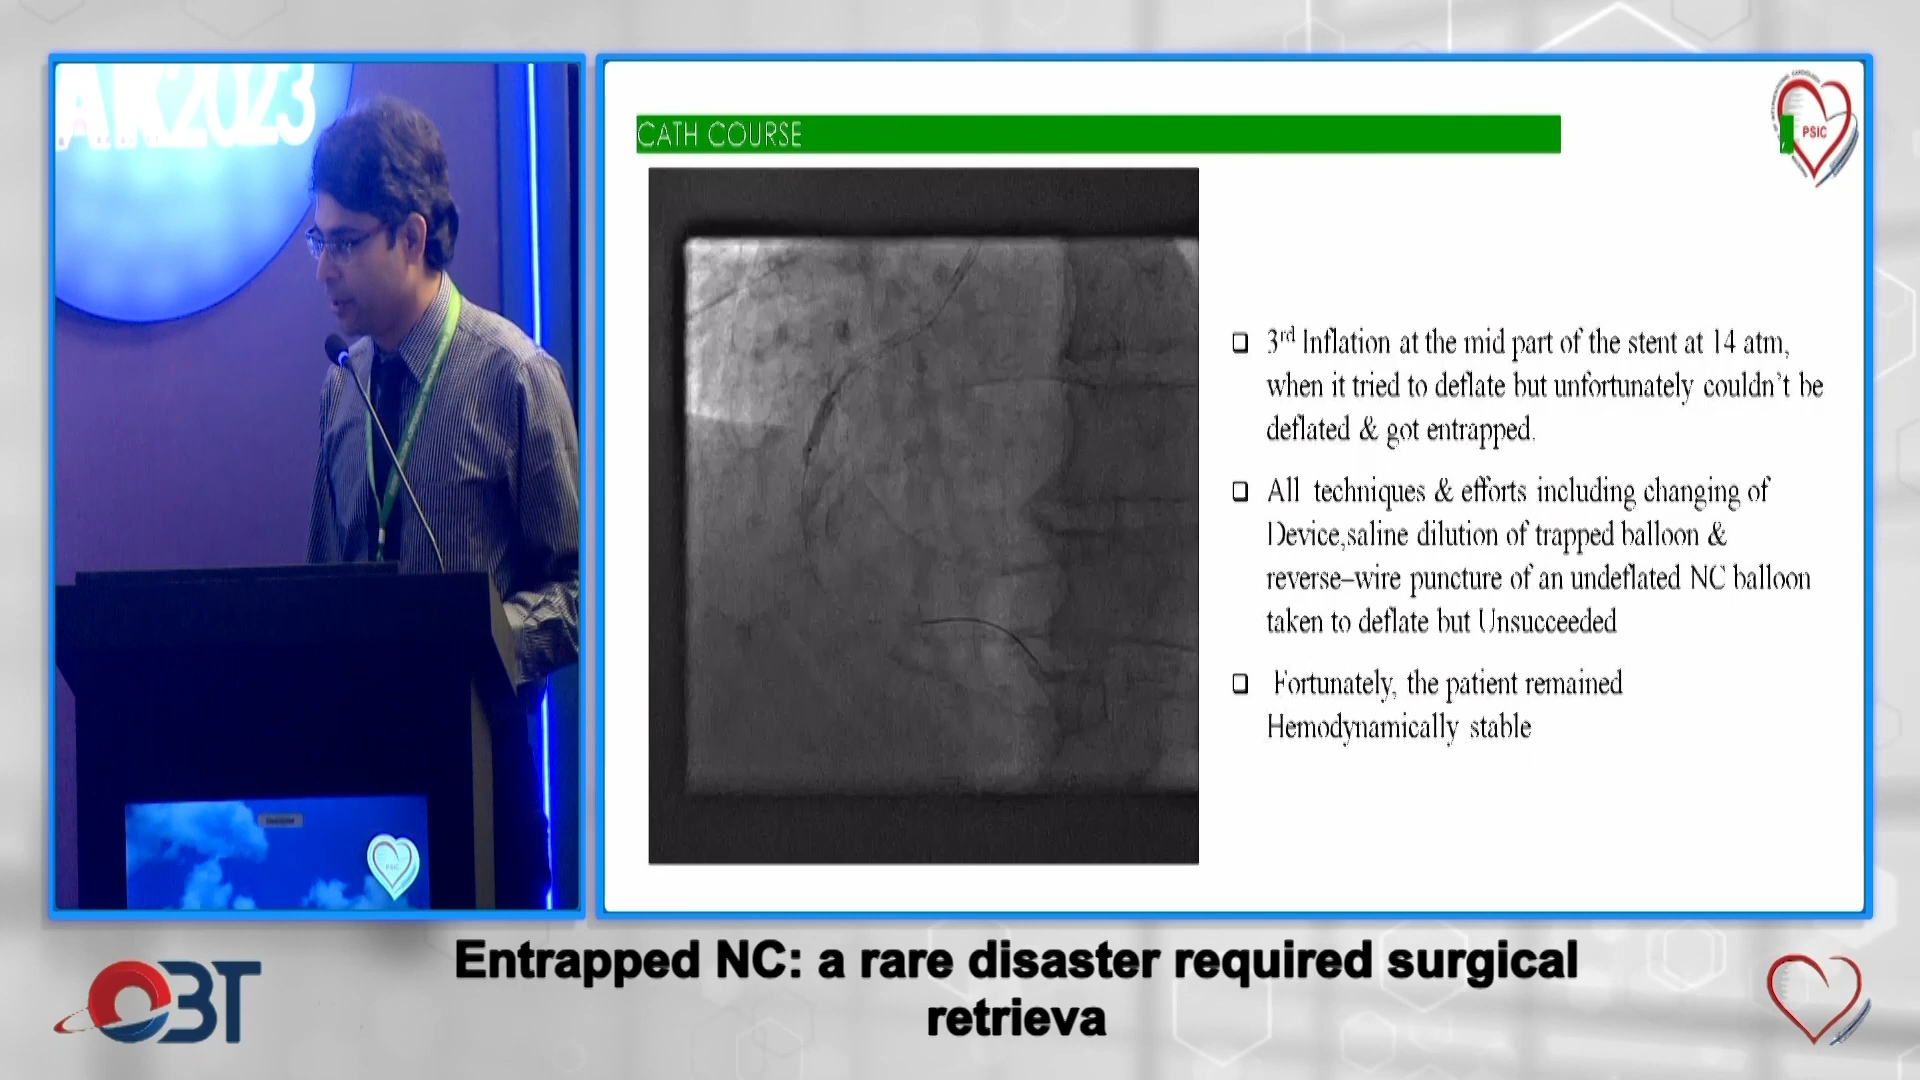 AR2023
CATH COURSE
PSIC
3rd Inflation at the mid part of the stent at 14 atm,
when it tried to deflate but unfortunately couldn't be
deflated & got entrapped.
All techniques & efforts including changing of
Device,saline dilution of trapped balloon &
reverse–wire puncture of an undeflated NC balloon
taken to deflate but Unsucceeded
Fortunately, the patient remained
Hemodynamically stable
PSIC
Entrapped NC: a rare disaster required surgical
retrieva
OBT